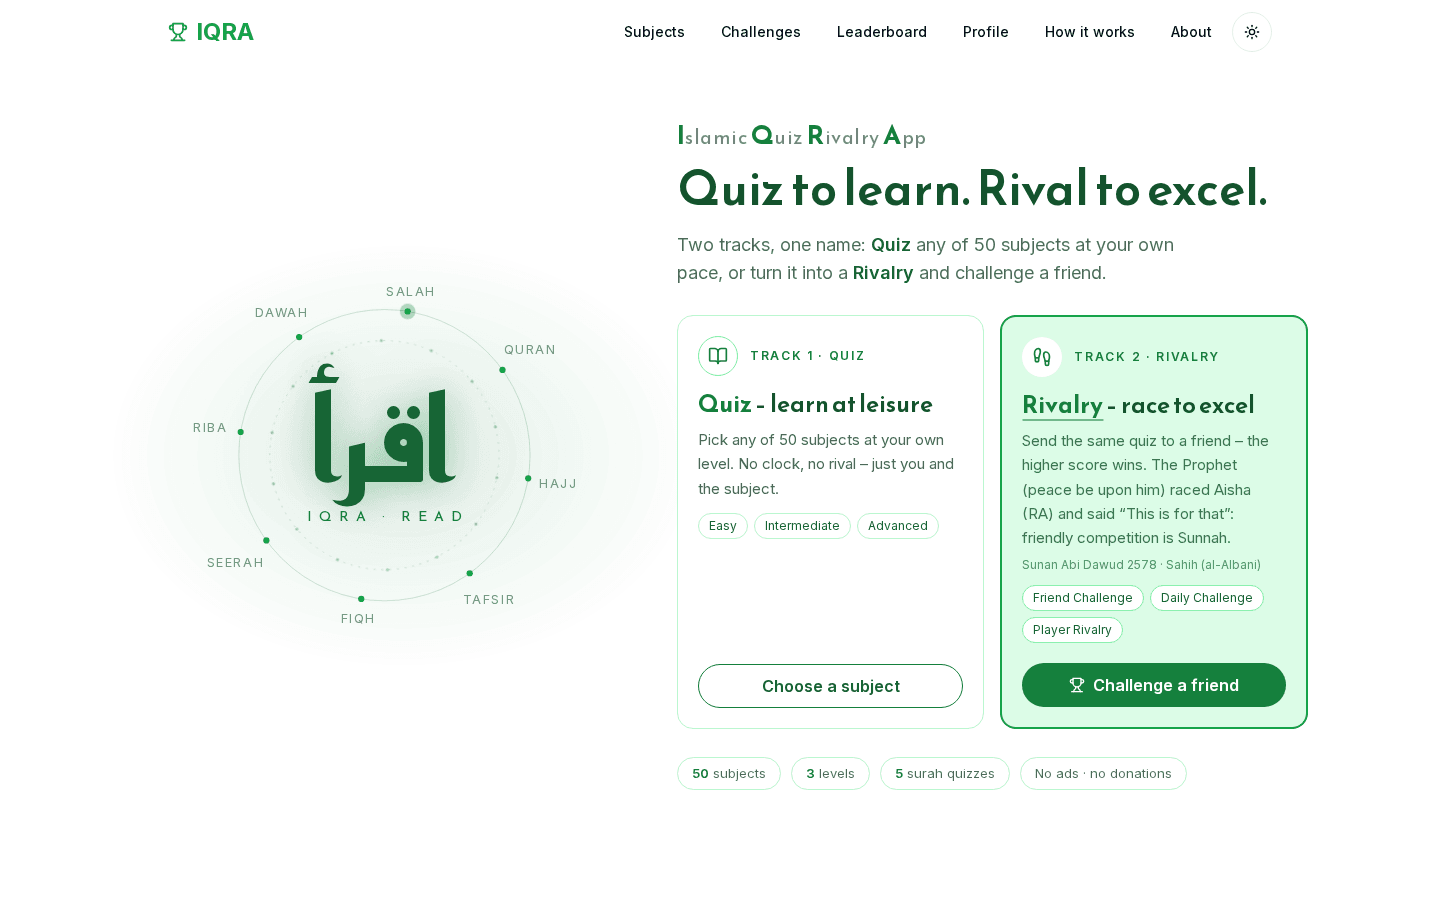 IQRA
Subjects
Challenges
Leaderboard
Profile
How it works
About
Islamic Quiz Rivalry App
Quiz to learn. Rival to excel.
Two tracks, one name: Quiz any of 50 subjects at your own
pace, or turn it into a Rivalry and challenge a friend.
SALAH
DAWAH
QURAN
RIBA
HAJJ
SEERAH
TAFSIR
FIQH
اقرأ
IQRA · READ
TRACK 1 · QUIZ
Quiz – learn at leisure
Pick any of 50 subjects at your own
level. No clock, no rival – just you and
the subject.
Easy
Intermediate
Advanced
Choose a subject
TRACK 2 · RIVALRY
Rivalry – race to excel
Send the same quiz to a friend – the
higher score wins. The Prophet
(peace be upon him) raced Aisha
(RA) and said “This is for that”:
friendly competition is Sunnah.
Sunan Abi Dawud 2578 · Sahih (al-Albani)
Friend Challenge
Daily Challenge
Player Rivalry
Challenge a friend
50 subjects
3 levels
5 surah quizzes
No ads · no donations